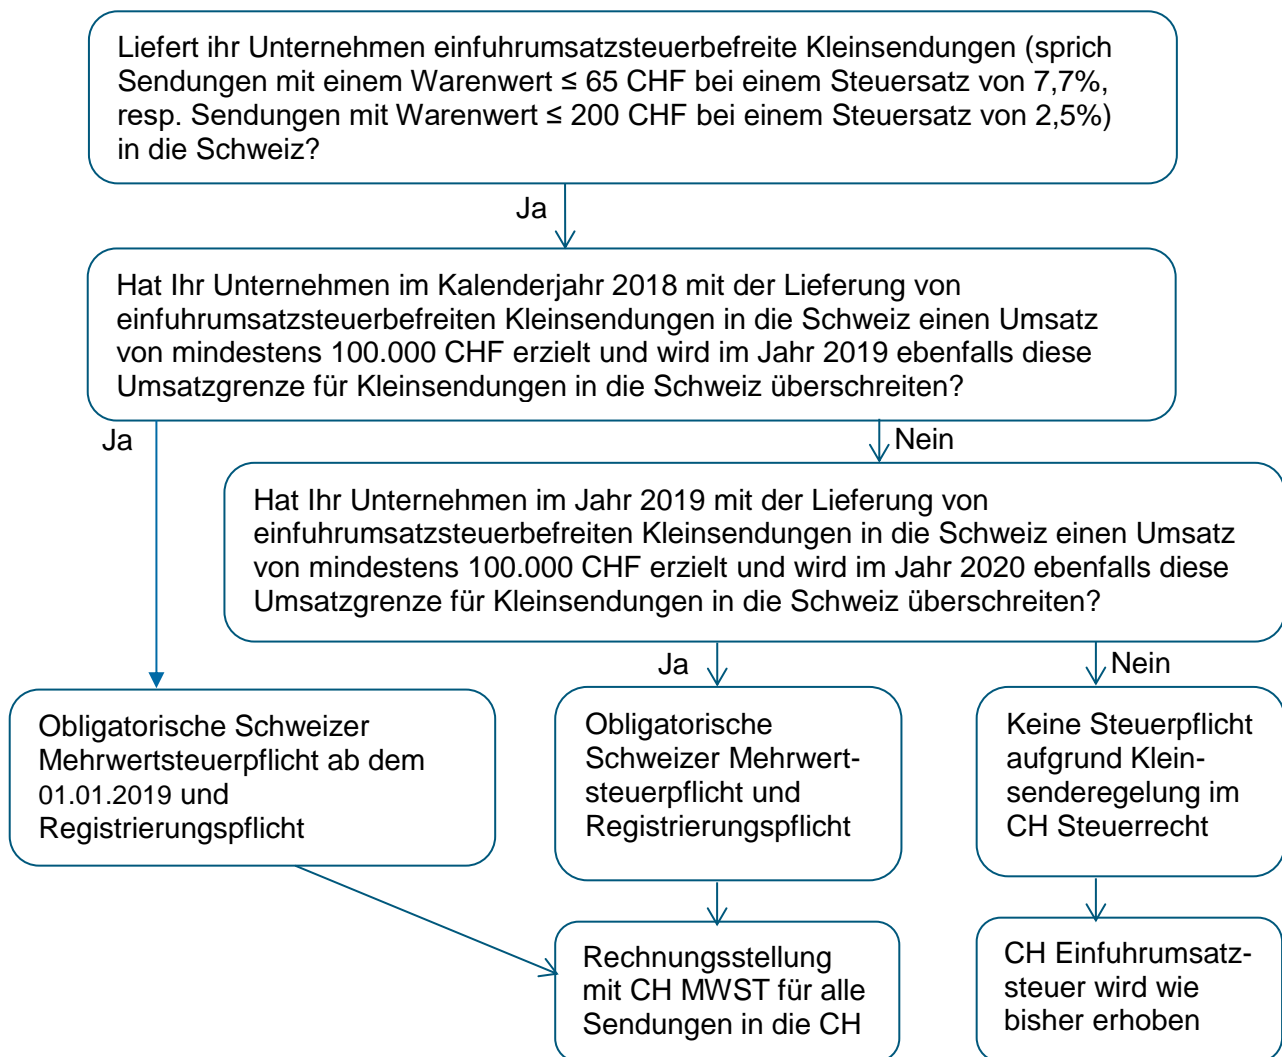 Liefert ihr Unternehmen einfuhrumsatzsteuerbefreite Kleinsendungen (sprich
Sendungen mit einem Warenwert ≤ 65 CHF bei einem Steuersatz von 7,7%,
resp. Sendungen mit Warenwert ≤ 200 CHF bei einem Steuersatz von 2,5%)
in die Schweiz?
Ja
Hat Ihr Unternehmen im Kalenderjahr 2018 mit der Lieferung von
einfuhrumsatzsteuerbefreiten Kleinsendungen in die Schweiz einen Umsatz
von mindestens 100.000 CHF erzielt und wird im Jahr 2019 ebenfalls diese
Umsatzgrenze für Kleinsendungen in die Schweiz überschreiten?
Ja
Nein
Hat Ihr Unternehmen im Jahr 2019 mit der Lieferung von
einfuhrumsatzsteuerbefreiten Kleinsendungen in die Schweiz einen Umsatz
von mindestens 100.000 CHF erzielt und wird im Jahr 2020 ebenfalls diese
Umsatzgrenze für Kleinsendungen in die Schweiz überschreiten?
Ja
Nein
Obligatorische Schweizer
Mehrwertsteuerpflicht ab dem
01.01.2019 und
Registrierungspflicht
Obligatorische
Schweizer Mehrwert-
steuerpflicht und
Registrierungspflicht
Keine Steuerpflicht
aufgrund Klein-
senderegelung im
CH Steuerrecht
Rechnungsstellung
mit CH MWST für alle
Sendungen in die CH
CH Einfuhrumsatz-
steuer wird wie
bisher erhoben